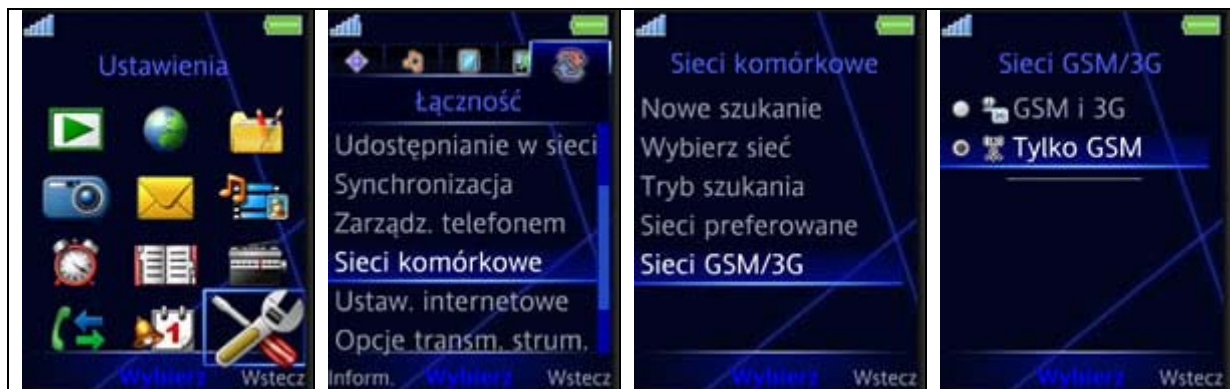 Ustawienia
1
Wybierz Wstecz
Łączność
Udostępnianie w sieci
Synchronizacja
Zarządz. telefonem
Sieci komórkowe
Ustaw. internetowe
Opcje transm. strum.
Inform. Wybierz Wstecz
Sieci komórkowe
Nowe szukanie
Wybierz sieć
Tryb szukania
Sieci preferowane
Sieci GSM/3G
Wybierz Wstecz
Sieci GSM/3G
GSM i 3G
Tylko GSM
Wybierz Wstecz